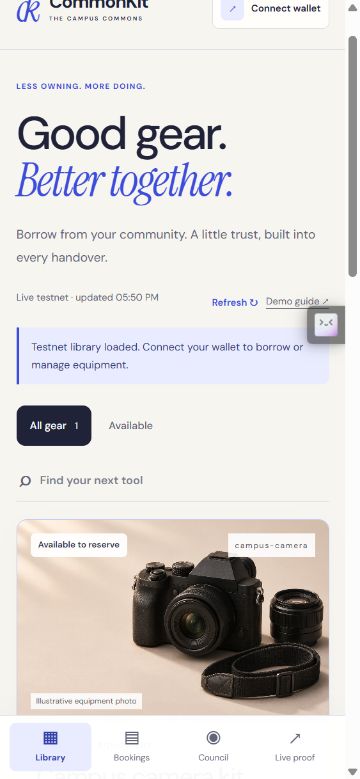 CommonKit
THE CAMPUS COMMONS
Connect wallet
LESS OWNING. MORE DOING.
Good gear.
Better together.
Borrow from your community. A little trust, built into
every handover.
Live testnet · updated 05:50 PM
Refresh ↻
Demo guide ↗
Testnet library loaded. Connect your wallet to borrow or
manage equipment.
All gear 1
Available
Find your next tool
Available to reserve
campus-camera
Illustrative equipment photo
Library
Bookings
Council
Live proof
Campus camera kit